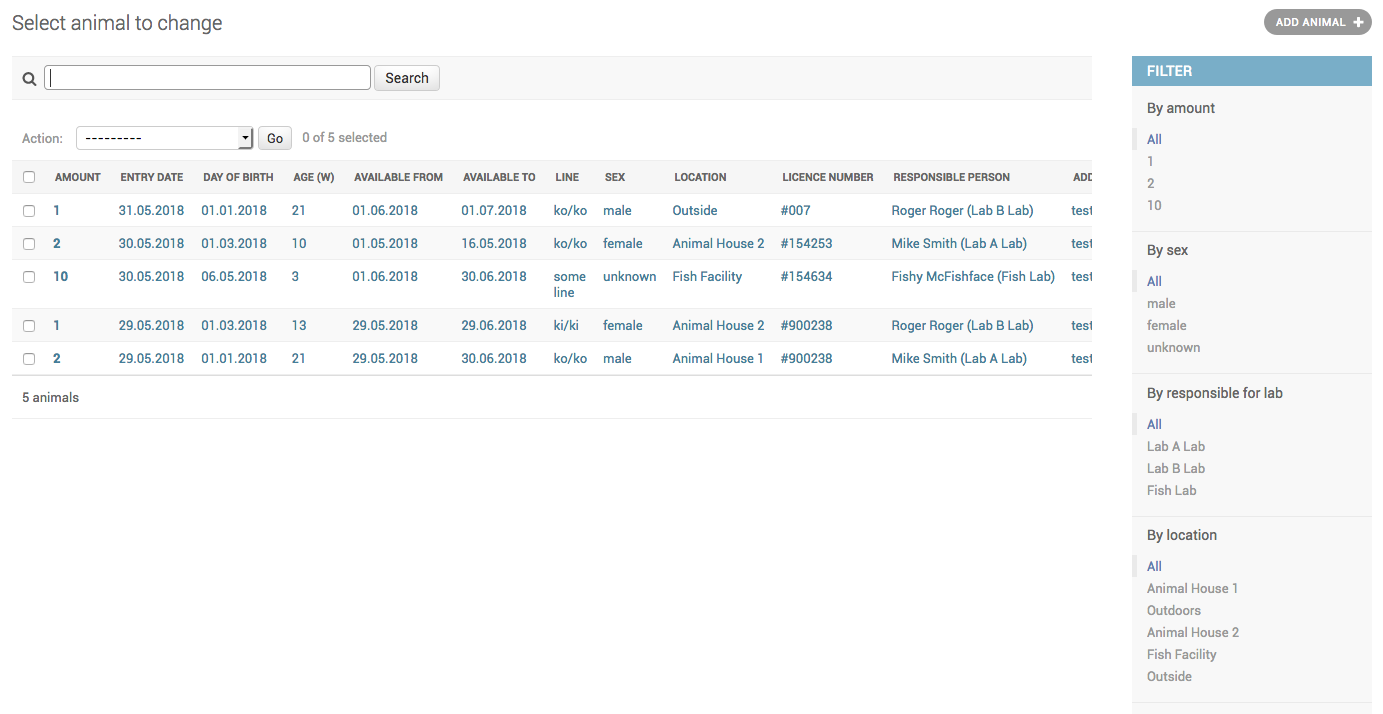 Select animal to change
ADD ANIMAL +
Search
Action: --------- Go 0 of 5 selected
AMOUNT ENTRY DATE DAY OF BIRTH AGE (W) AVAILABLE FROM AVAILABLE TO LINE SEX LOCATION LICENCE NUMBER RESPONSIBLE PERSON ADD
1 31.05.2018 01.01.2018 21 01.06.2018 01.07.2018 ko/ko male Outside #007 Roger Roger (Lab B Lab) test
2 30.05.2018 01.03.2018 10 01.05.2018 16.05.2018 ko/ko female Animal House 2 #154253 Mike Smith (Lab A Lab) test
10 30.05.2018 06.05.2018 3 01.06.2018 30.06.2018 some unknown Fish Facility #154634 Fishy McFishface (Fish Lab) test
line
1 29.05.2018 01.03.2018 13 29.05.2018 29.06.2018 ki/ki female Animal House 2 #900238 Roger Roger (Lab B Lab) test
2 29.05.2018 01.01.2018 21 29.05.2018 30.06.2018 ko/ko male Animal House 1 #900238 Mike Smith (Lab A Lab) test
5 animals
FILTER
By amount
All
1
2
10
By sex
All
male
female
unknown
By responsible for lab
All
Lab A Lab
Lab B Lab
Fish Lab
By location
All
Animal House 1
Outdoors
Animal House 2
Fish Facility
Outside